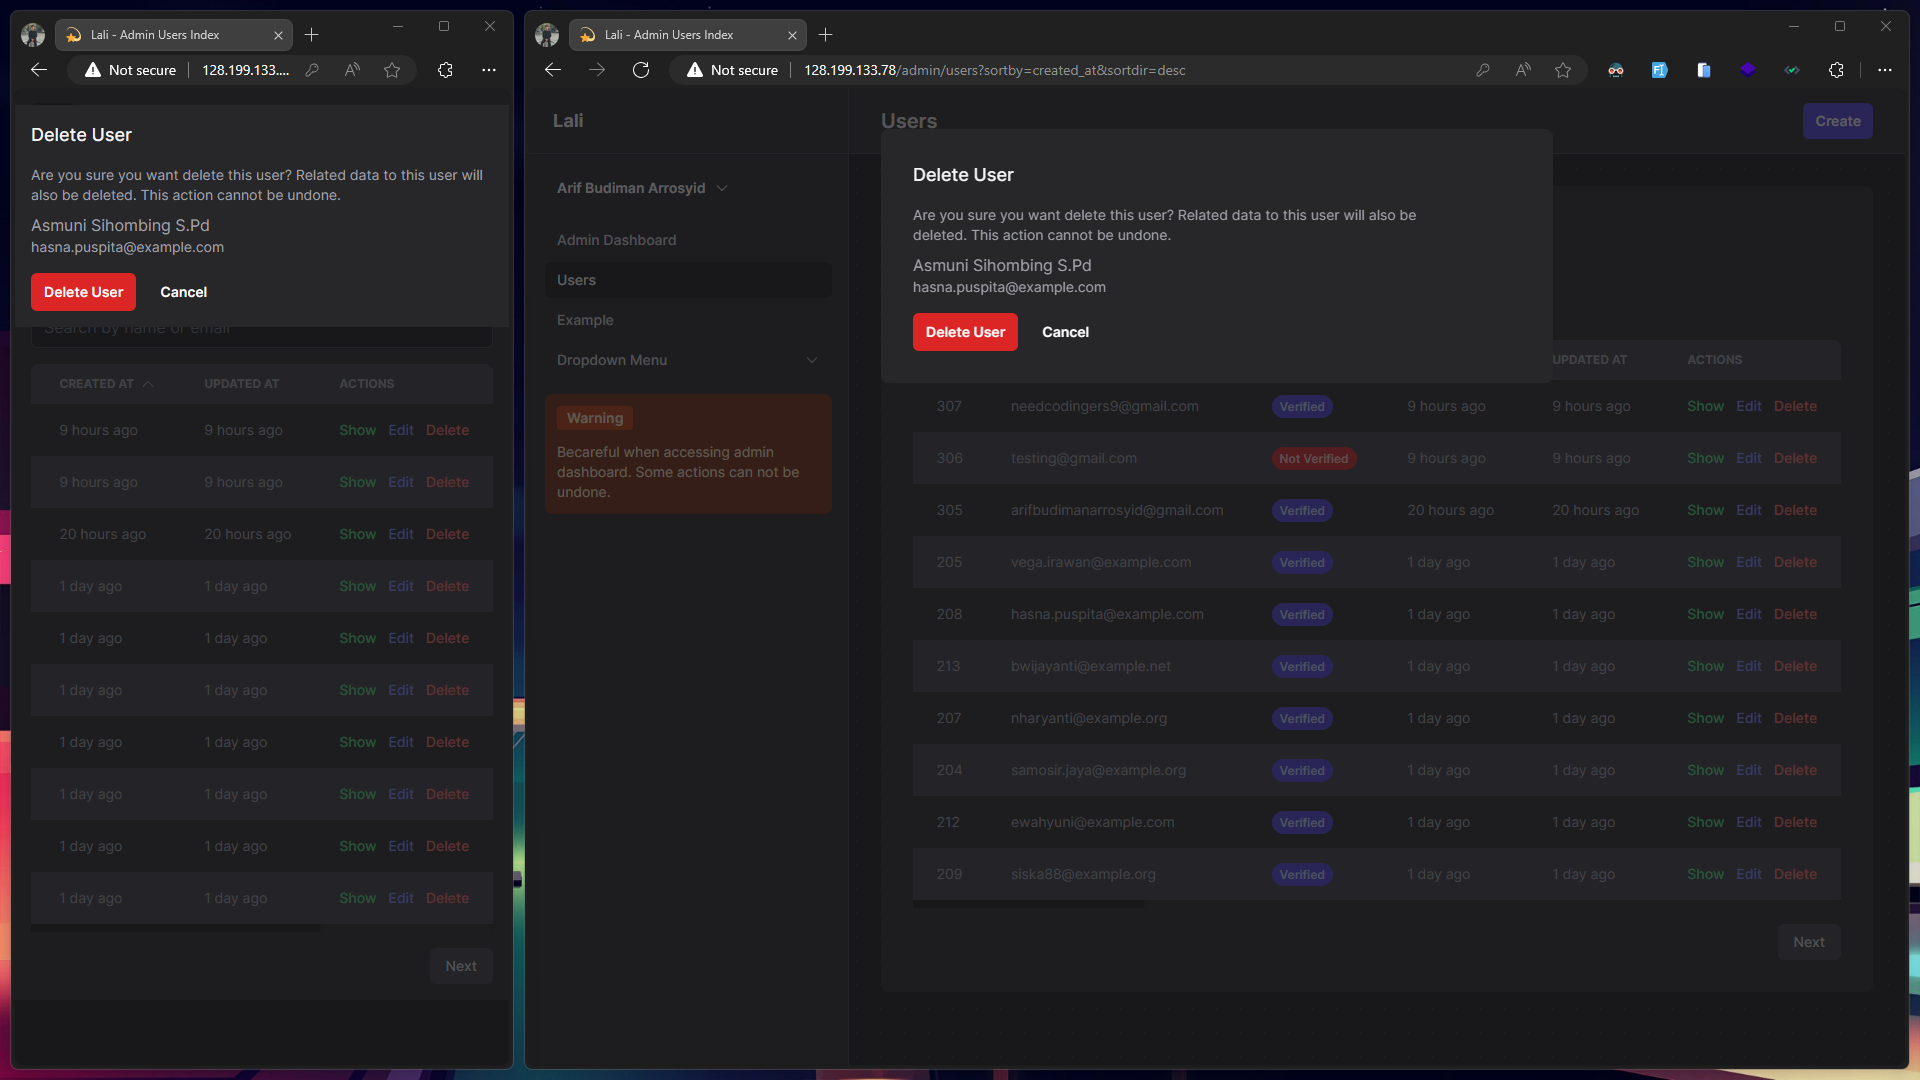 Lali - Admin Users Index
Not secure
128.199.133....
Delete User
Are you sure you want delete this user? Related data to this user will
also be deleted. This action cannot be undone.
Asmuni Sihombing S.Pd
hasna.puspita@example.com
Delete User
Cancel
Search by name or email
CREATED AT UPDATED AT ACTIONS
9 hours ago 9 hours ago Show Edit Delete
9 hours ago 9 hours ago Show Edit Delete
20 hours ago 20 hours ago Show Edit Delete
1 day ago 1 day ago Show Edit Delete
1 day ago 1 day ago Show Edit Delete
1 day ago 1 day ago Show Edit Delete
1 day ago 1 day ago Show Edit Delete
1 day ago 1 day ago Show Edit Delete
1 day ago 1 day ago Show Edit Delete
1 day ago 1 day ago Show Edit Delete
Next
Lali - Admin Users Index
Not secure
128.199.133.78/admin/users?sortby=created_at&sortdir=desc
Lali
Arif Budiman Arrosyid
Admin Dashboard
Users
Example
Dropdown Menu
Warning
Becareful when accessing admin
dashboard. Some actions can not be
undone.
Users
Create
Delete User
Are you sure you want delete this user? Related data to this user will also be
deleted. This action cannot be undone.
Asmuni Sihombing S.Pd
hasna.puspita@example.com
Delete User
Cancel
UPDATED AT ACTIONS
307 needcodingers9@gmail.com Verified 9 hours ago 9 hours ago Show Edit Delete
306 testing@gmail.com Not Verified 9 hours ago 9 hours ago Show Edit Delete
305 arifbudimanarrosyid@gmail.com Verified 20 hours ago 20 hours ago Show Edit Delete
205 vega.irawan@example.com Verified 1 day ago 1 day ago Show Edit Delete
208 hasna.puspita@example.com Verified 1 day ago 1 day ago Show Edit Delete
213 bwijayanti@example.net Verified 1 day ago 1 day ago Show Edit Delete
207 nharyanti@example.org Verified 1 day ago 1 day ago Show Edit Delete
204 samosir.jaya@example.org Verified 1 day ago 1 day ago Show Edit Delete
212 ewahyuni@example.com Verified 1 day ago 1 day ago Show Edit Delete
209 siska88@example.org Verified 1 day ago 1 day ago Show Edit Delete
Next